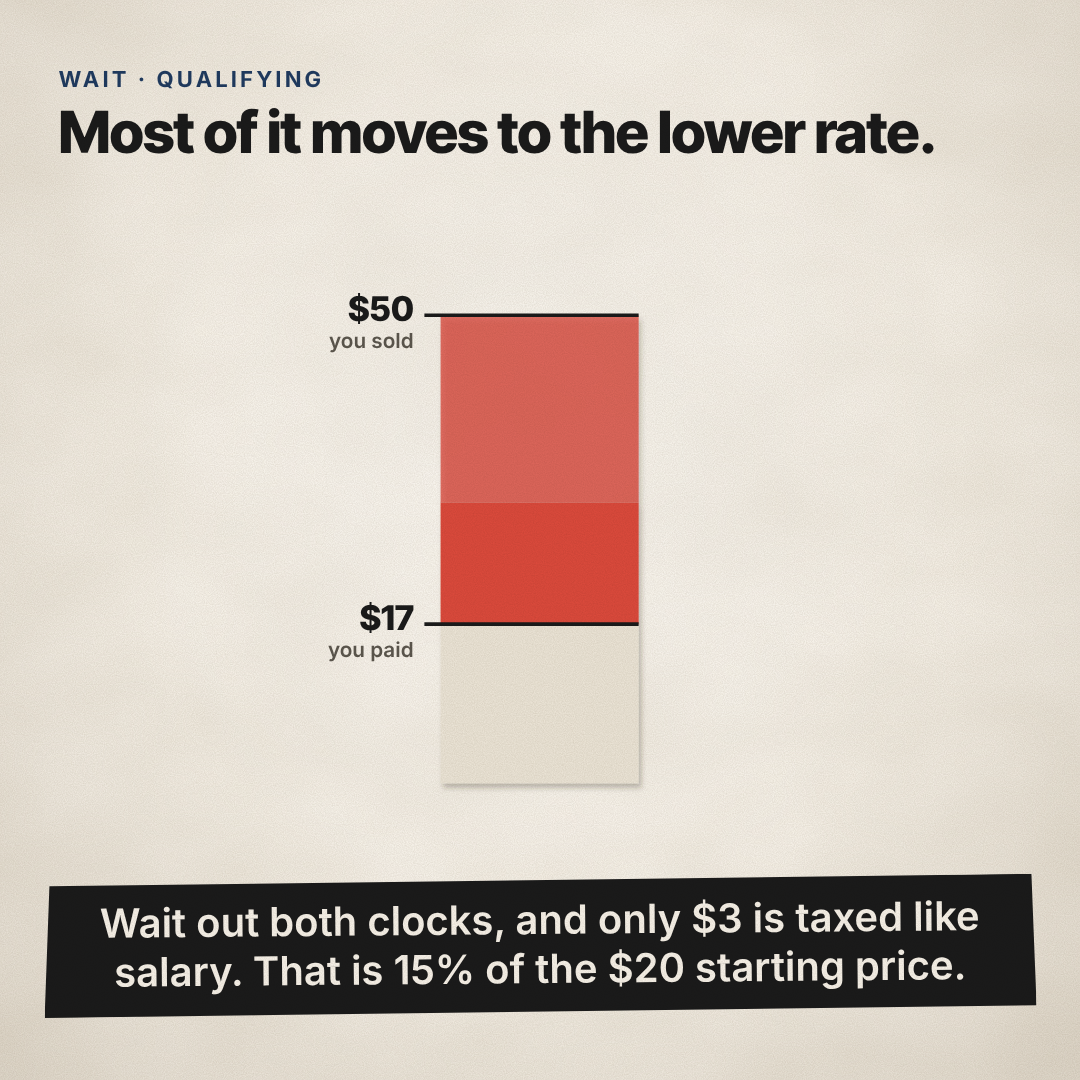 WAIT · QUALIFYING
Most of it moves to the lower rate.
$50
you sold
$17
you paid
Wait out both clocks, and only $3 is taxed like
salary. That is 15% of the $20 starting price.